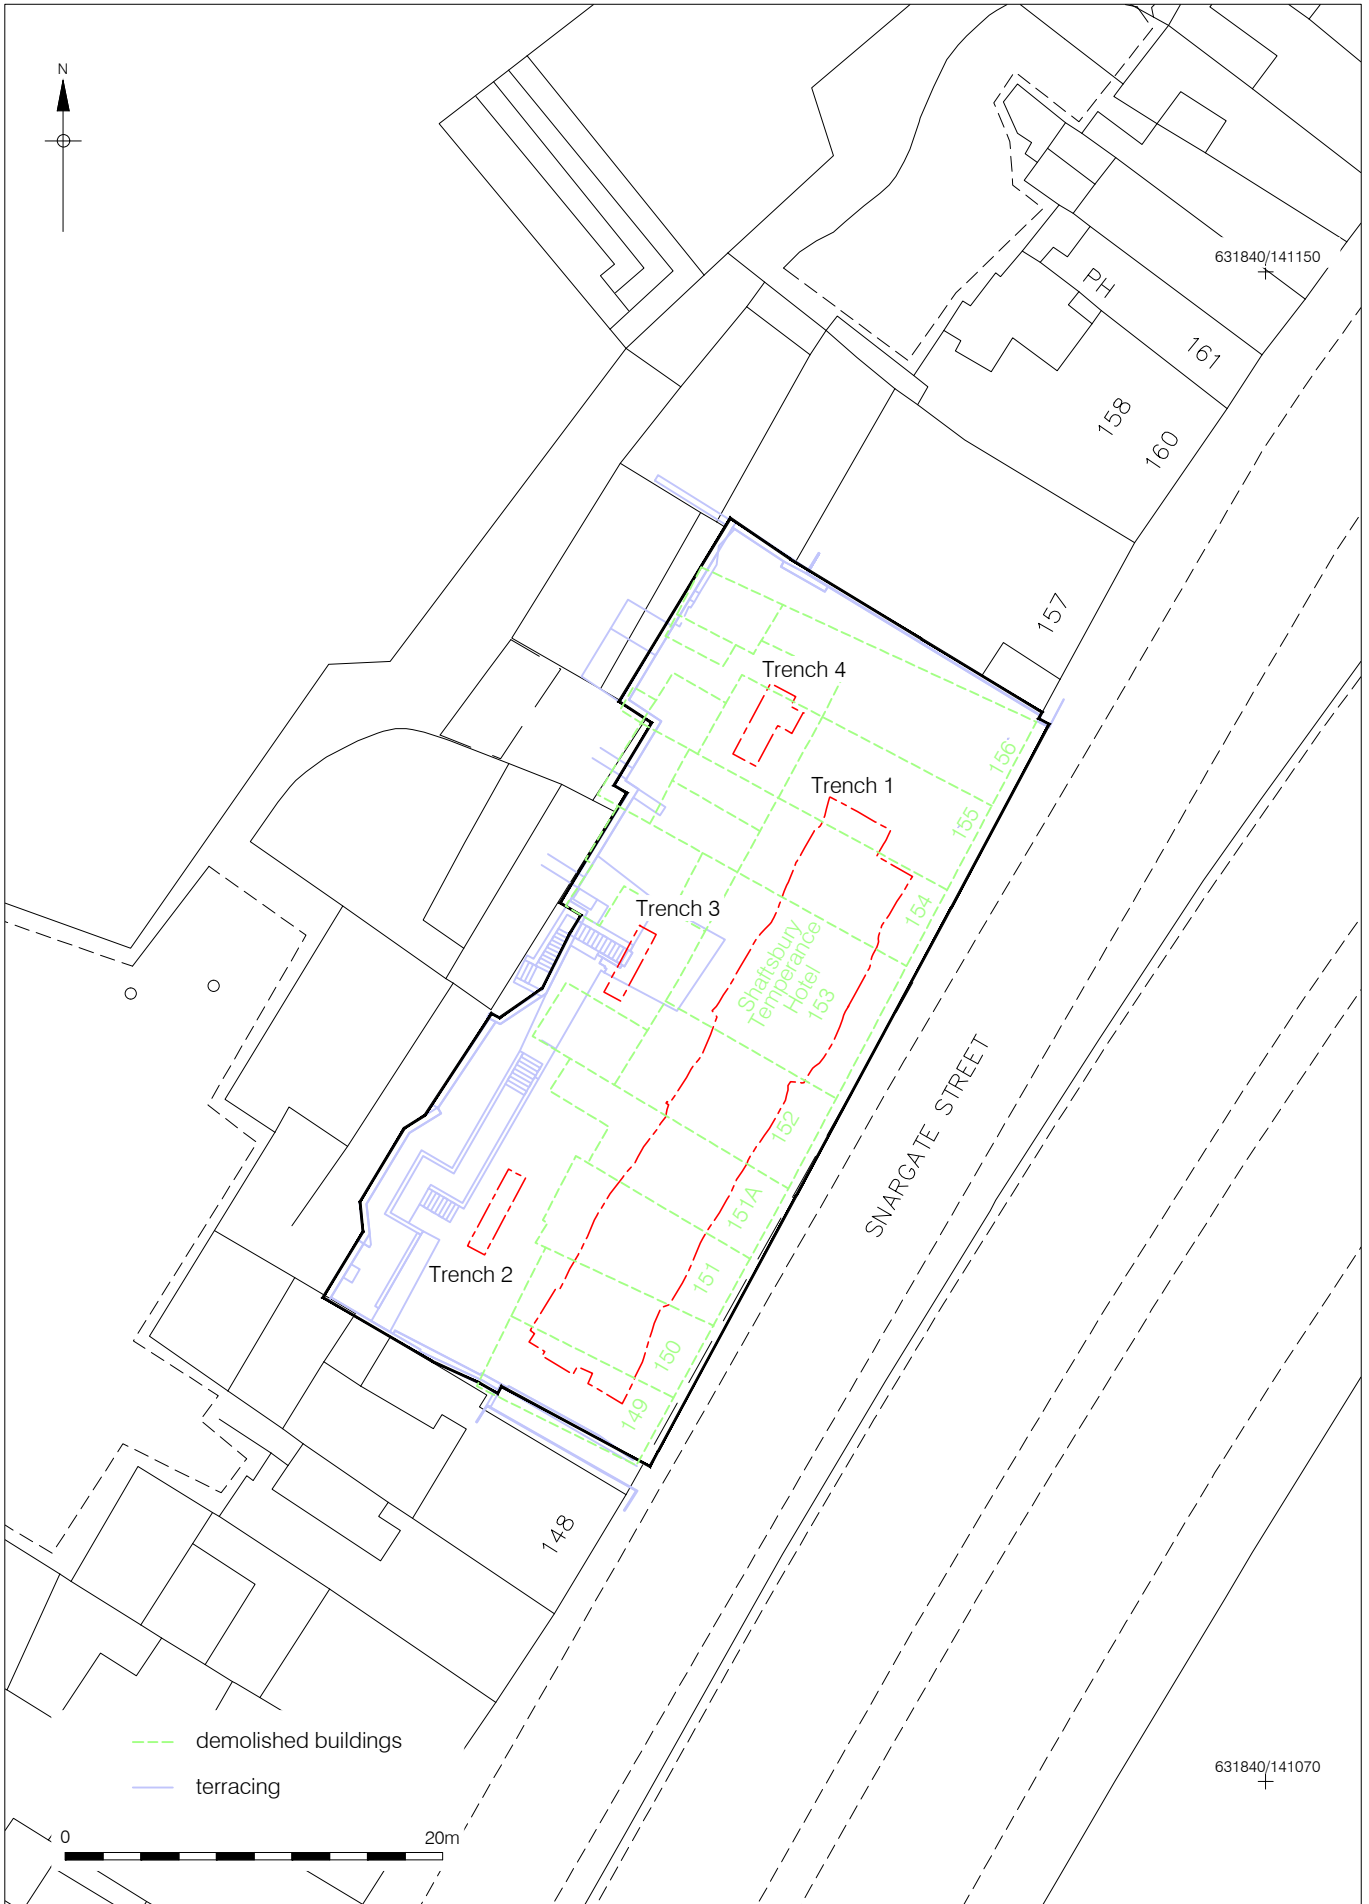 N
631840/141150
PH
161
158
160
157
Trench 4
156
Trench 1
155
154
Trench 3
Shaftsbury
Temperance
Hotel
153
SNARGATE STREET
152
151A
Trench 2
151
150
149
148
demolished buildings
terracing
631840/141070
0 20m